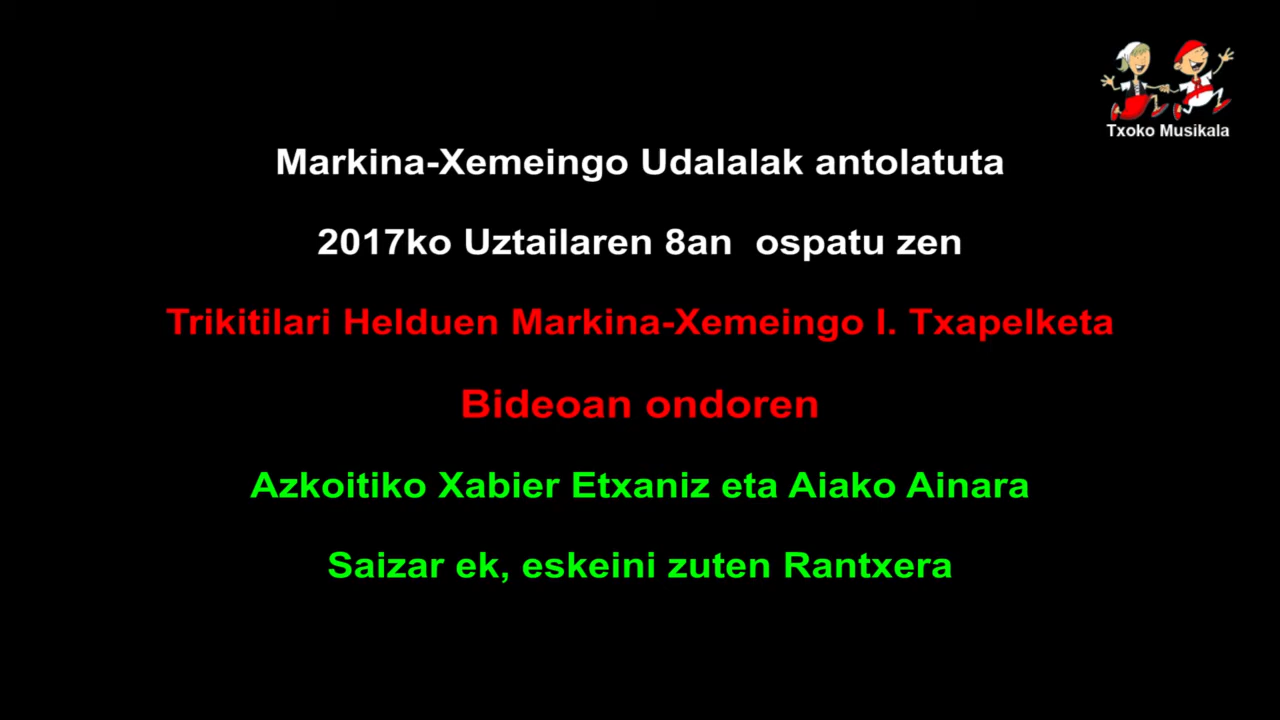 Txoko Musikala
Markina-Xemeingo Udalalak antolatuta
2017ko Uztailaren 8an  ospatu zen
Trikitilari Helduen Markina-Xemeingo I. Txapelketa
Bideoan ondoren
Azkoitiko Xabier Etxaniz eta Aiako Ainara
Saizar ek, eskeini zuten Rantxera